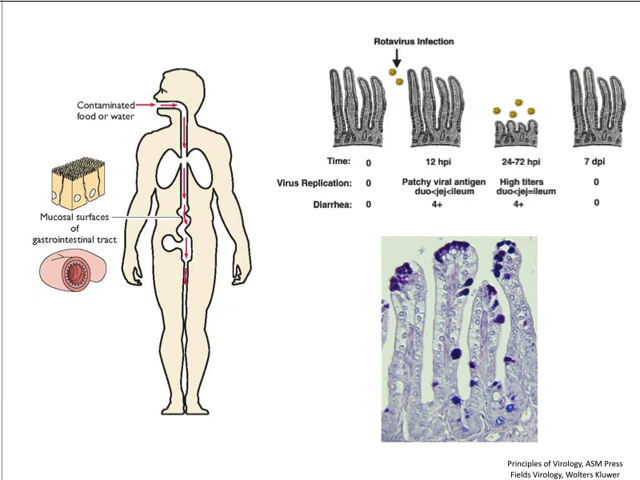 Rotavirus Infection
Contaminated
food or water
Mucosal surfaces
of
gastrointestinal tract
Time: 0 12 hpi 24-72 hpi 7 dpi
Virus Replication: 0 Patchy viral antigen High titers 0
duo<jej<ileum duo<jej=ileum
Diarrhea: 0 4+ 4+ 0
Principles of Virology, ASM Press
Fields Virology, Wolters Kluwer